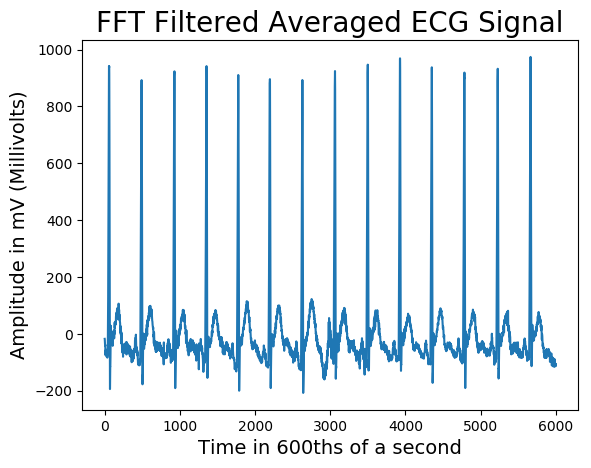 FFT Filtered Averaged ECG Signal
Amplitude in mV (Millivolts)
1000
800
600
400
200
0
−200
0 1000 2000 3000 4000 5000 6000
Time in 600ths of a second